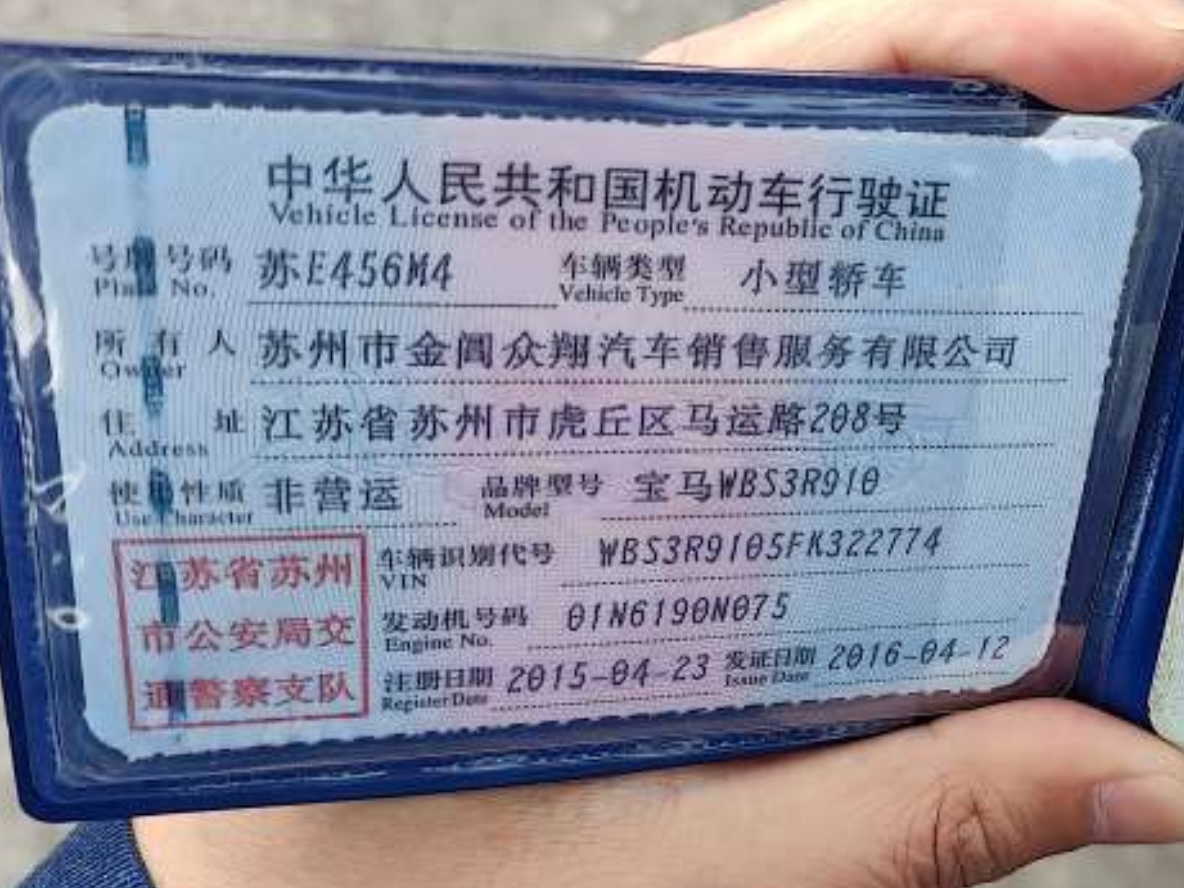 中华人民共和国机动车行驶证
Vehicle License of the People's Republic of China
号牌号码 苏E456M4 车辆类型 小型轿车
Plate No. Vehicle Type
所有人 苏州市金阊众翔汽车销售服务有限公司
Owner
住址 江苏省苏州市虎丘区马运路208号
Address
使用性质 非营运 品牌型号 宝马WBS3R910
Use Character Model
车辆识别代号 WBS3R9105FK322774
VIN
发动机号码 01N6190N075
Engine No.
注册日期 2015-04-23 发证日期 2016-04-12
Register Date Issue Date
江苏省苏州
市公安局交
通警察支队